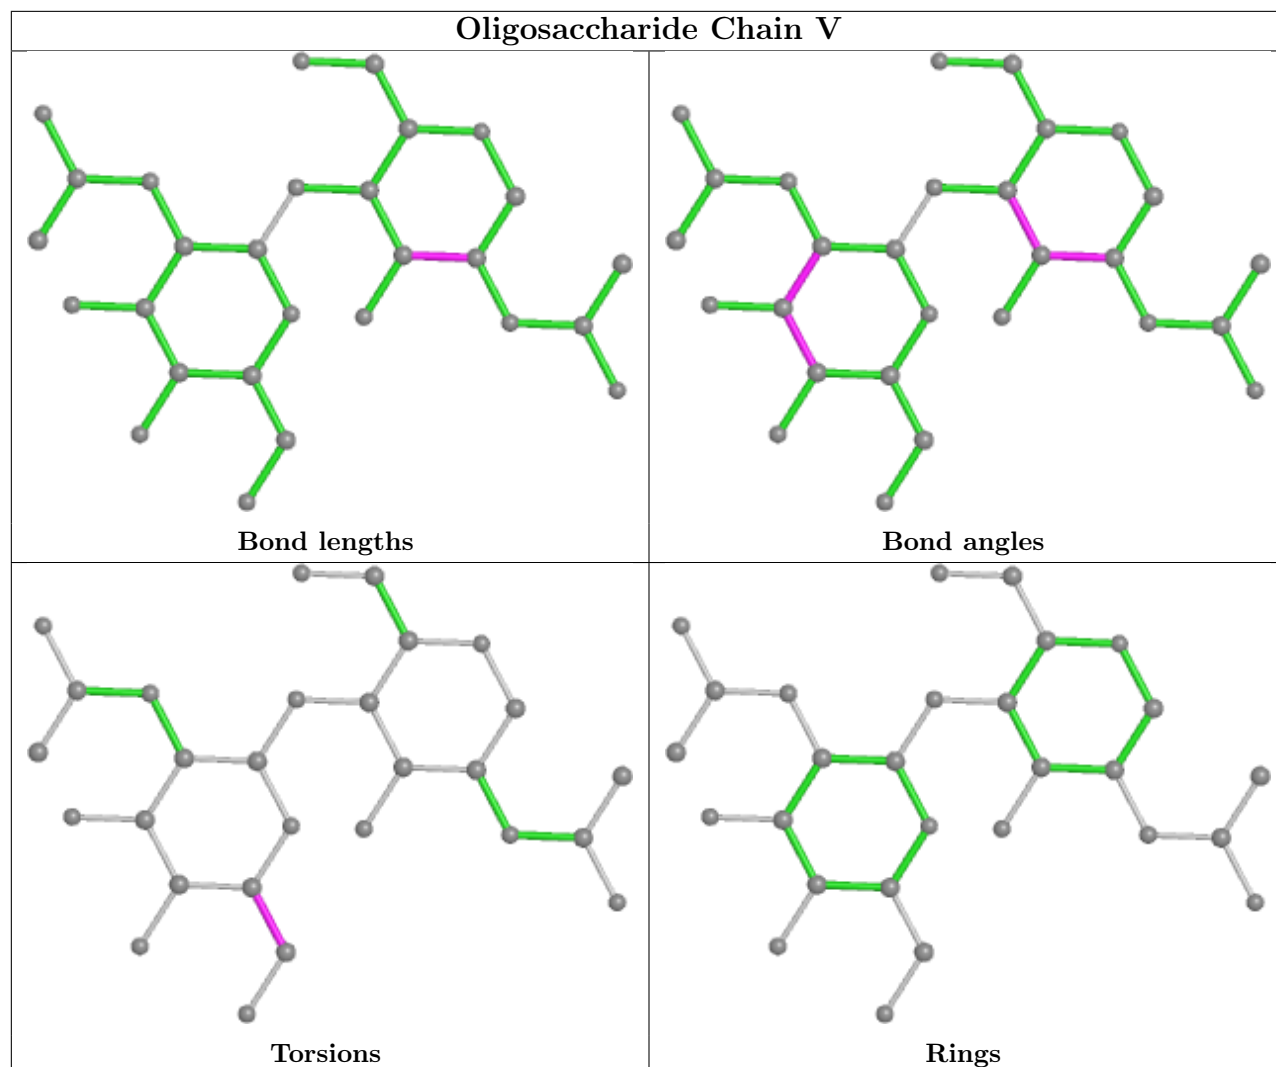 Oligosaccharide Chain V
Bond lengths
Bond angles
Torsions
Rings